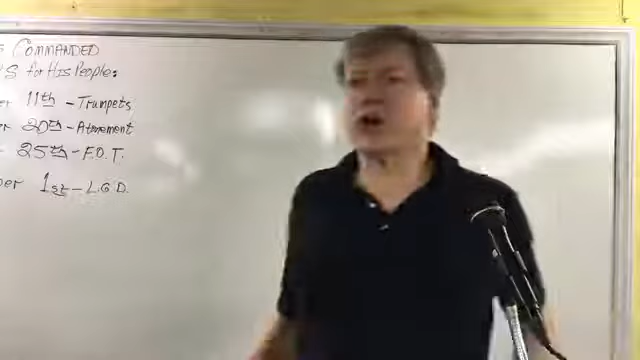 COMMANDED
for His People:
11th - Trumpets
20th - Atonement
25th - F.O.T.
1st - L.G.D.